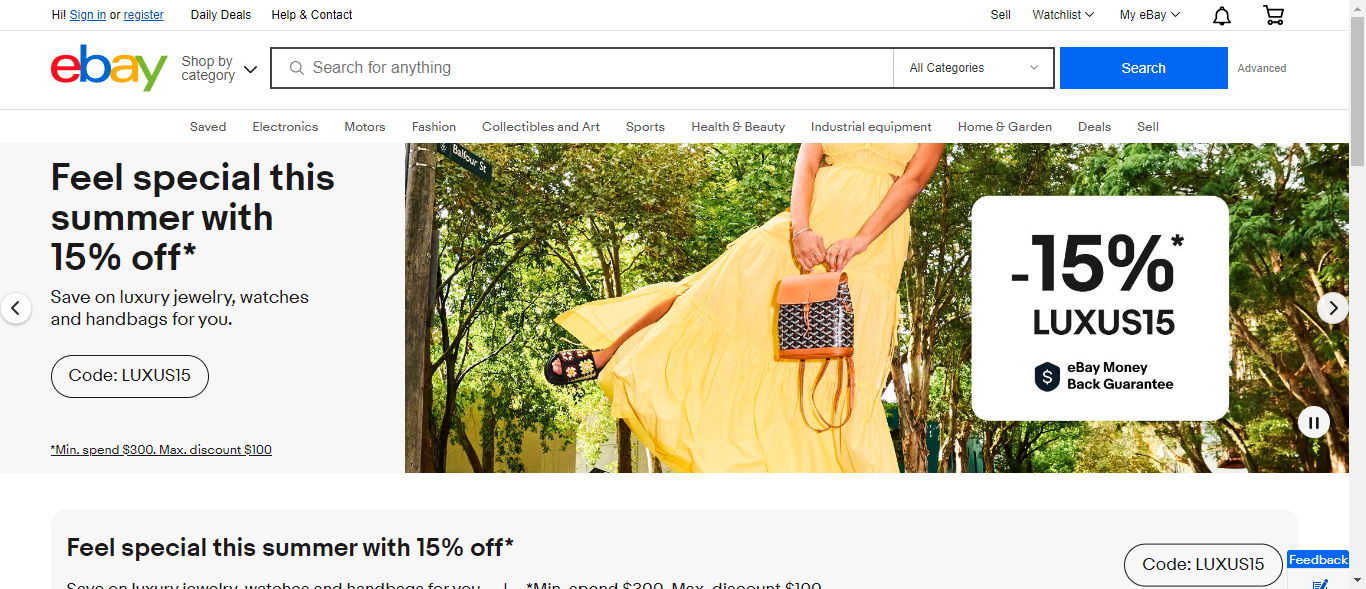 Hi! Sign in or register
Daily Deals
Help & Contact
Sell
Watchlist
My eBay
ebay
Shop by
category
Search for anything
All Categories
Search
Advanced
Saved
Electronics
Motors
Fashion
Collectibles and Art
Sports
Health & Beauty
Industrial equipment
Home & Garden
Deals
Sell
Feel special this
summer with
15% off*
Save on luxury jewelry, watches
and handbags for you.
Code: LUXUS15
*Min. spend $300. Max. discount $100
Balfour St
-15%*
LUXUS15
eBay Money
Back Guarantee
Feel special this summer with 15% off*
Save on luxury jewelry, watches and handbags for you. | *Min. spend $300. Max. discount $100
Code: LUXUS15
Feedback